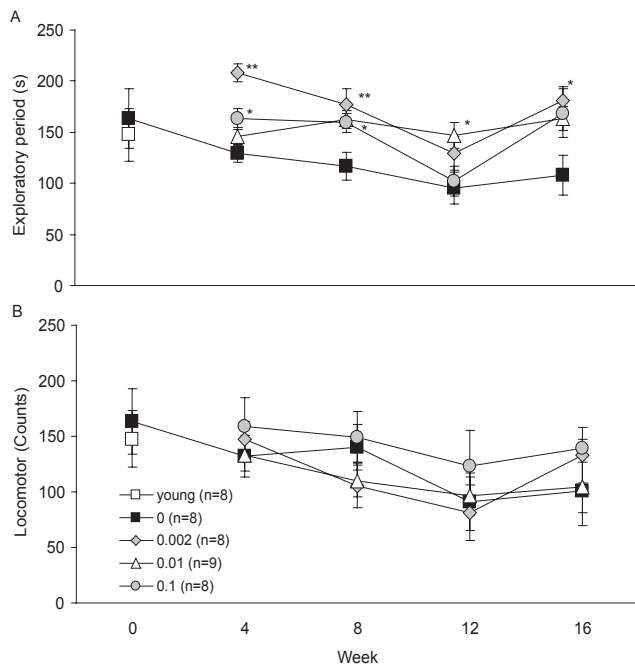 A
250
200
150
100
50
0
Exploratory period (s)
**
*
**
*
*
*
B
250
200
150
100
50
0
Locomotor (Counts)
young (n=8)
0 (n=8)
0.002 (n=8)
0.01 (n=9)
0.1 (n=8)
0 4 8 12 16
Week